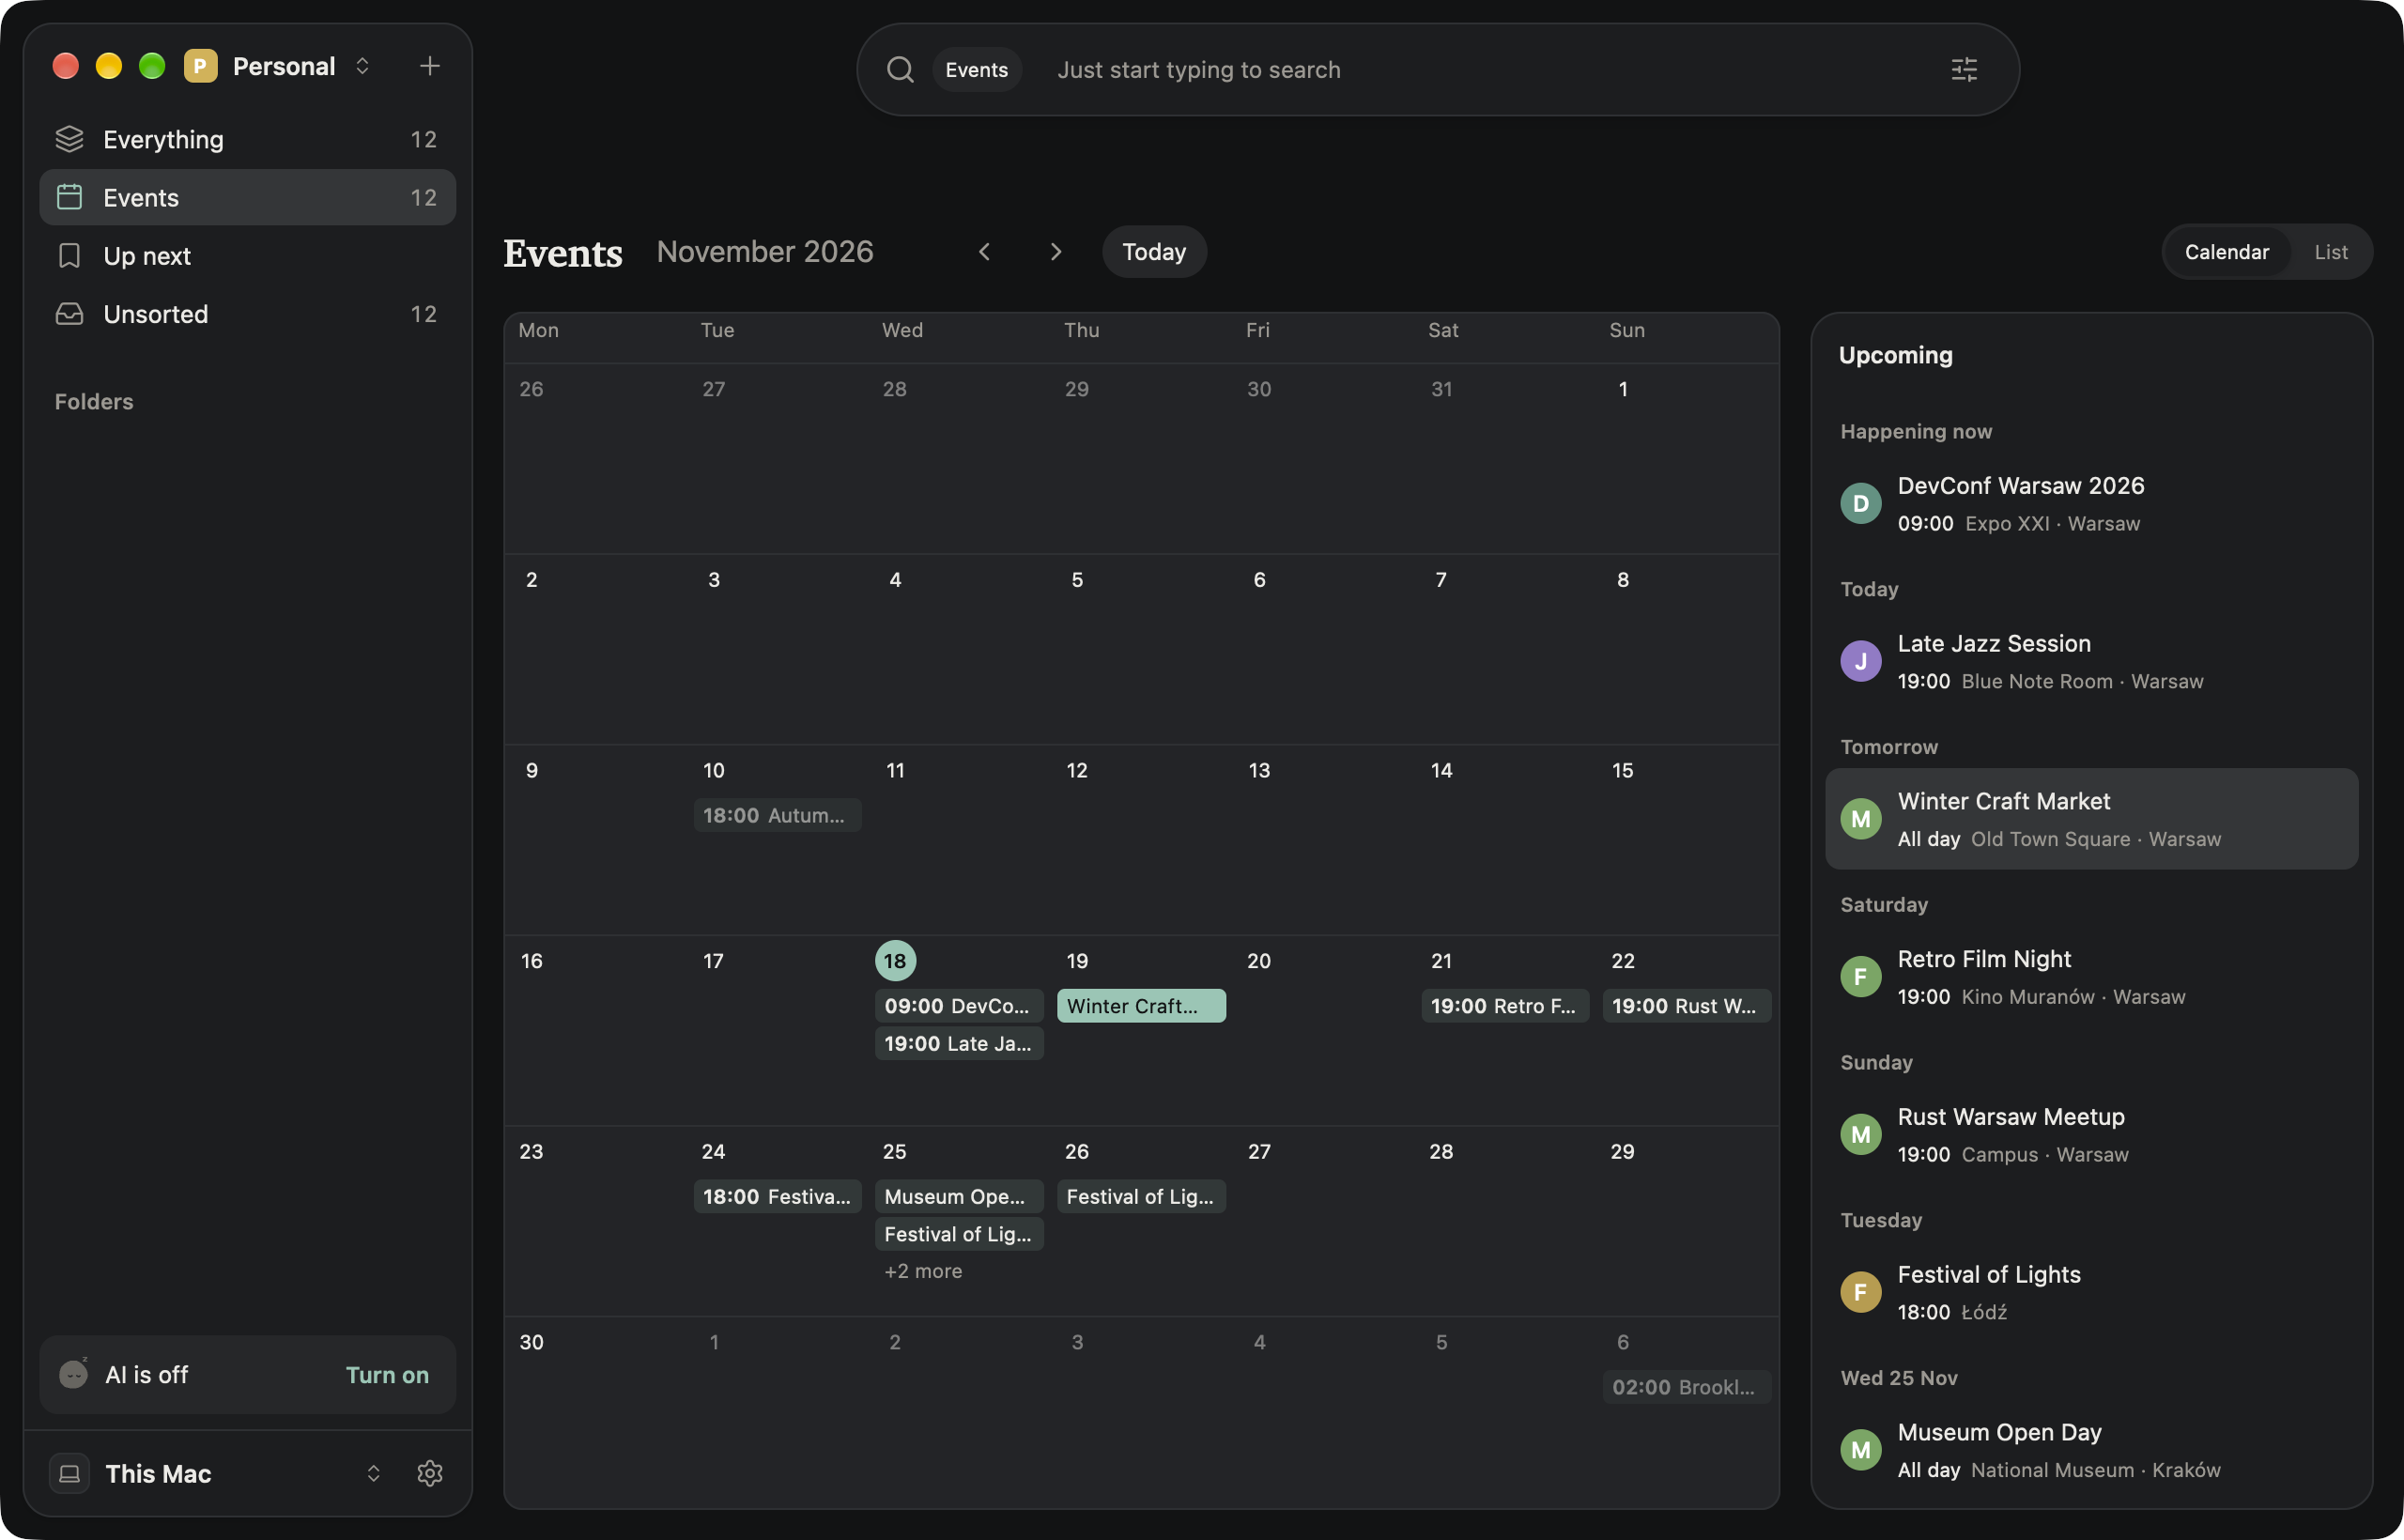 P Personal
Everything 12
Events 12
Up next
Unsorted 12
Folders
AI is off Turn on
This Mac
Events Just start typing to search
Events November 2026 Today
Calendar List
Mon Tue Wed Thu Fri Sat Sun
26 27 28 29 30 31 1
2 3 4 5 6 7 8
9 10 11 12 13 14 15
18:00 Autum...
16 17 18 19 20 21 22
09:00 DevCo... Winter Craft... 19:00 Retro F... 19:00 Rust W...
19:00 Late Ja...
23 24 25 26 27 28 29
18:00 Festiva... Museum Ope... Festival of Lig...
Festival of Lig...
+2 more
30 1 2 3 4 5 6
02:00 Brookl...
Upcoming
Happening now
D DevConf Warsaw 2026
09:00 Expo XXI · Warsaw
Today
J Late Jazz Session
19:00 Blue Note Room · Warsaw
Tomorrow
M Winter Craft Market
All day Old Town Square · Warsaw
Saturday
F Retro Film Night
19:00 Kino Muranów · Warsaw
Sunday
M Rust Warsaw Meetup
19:00 Campus · Warsaw
Tuesday
F Festival of Lights
18:00 Łódź
Wed 25 Nov
M Museum Open Day
All day National Museum · Kraków